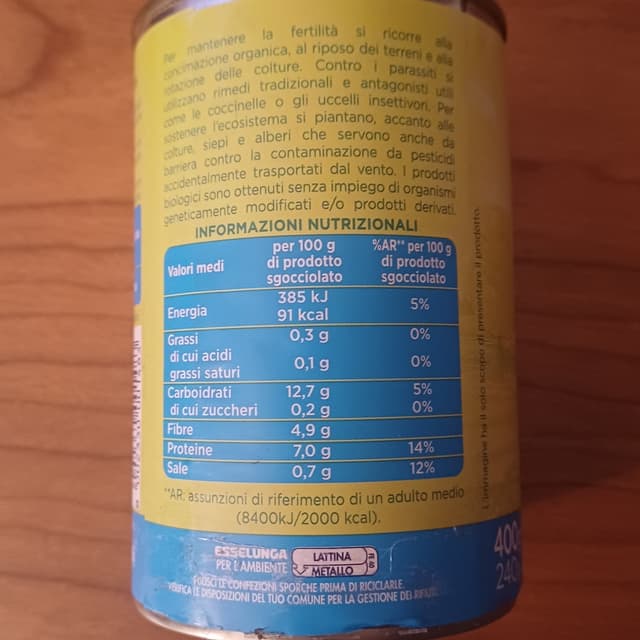 Per mantenere la fertilità si ricorre alla
concimazione organica, al riposo dei terreni e alla
rotazione delle colture. Contro i parassiti si
utilizzano rimedi tradizionali e antagonisti utili
come le coccinelle o gli uccelli insettivori. Per
sostenere l'ecosistema si piantano, accanto alle
colture, siepi e alberi che servono anche da
barriera contro la contaminazione da pesticidi
accidentalmente trasportati dal vento. I prodotti
biologici sono ottenuti senza impiego di organismi
geneticamente modificati e/o prodotti derivati.
INFORMAZIONI NUTRIZIONALI
Valori medi per 100 g di prodotto sgocciolato %AR** per 100 g di prodotto sgocciolato
Energia 385 kJ 91 kcal 5%
Grassi 0,3 g 0%
di cui acidi grassi saturi 0,1 g 0%
Carboidrati 12,7 g 5%
di cui zuccheri 0,2 g 0%
Fibre 4,9 g
Proteine 7,0 g 14%
Sale 0,7 g 12%
**AR: assunzioni di riferimento di un adulto medio
(8400kJ/2000 kcal).
ESSELUNGA
PER L'AMBIENTE
LATTINA
METALLO
FE 40
CONFEZIONI SPORCHE PRIMA DI RICICLARLE.
VERIFICA LE DISPOSIZIONI DEL TUO COMUNE PER LA GESTIONE DEI RIFIUTI.
L'immagine ha il solo scopo di presentare il prodotto
400
240